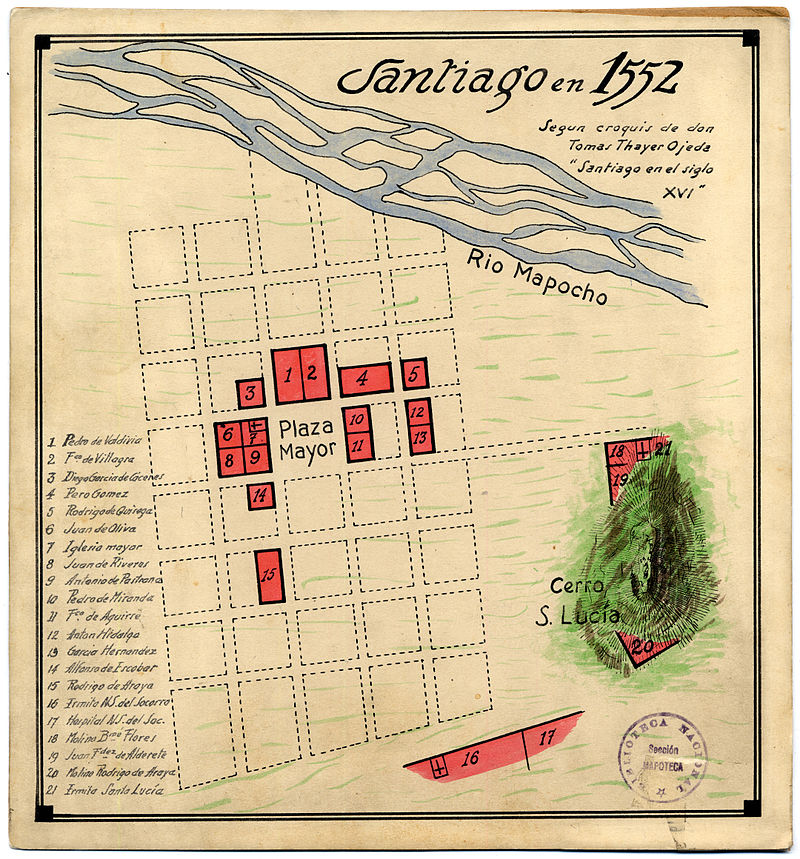 Santiago en 1552
Segun croquis de don
Tomas Thayer Ojeda
"Santiago en el siglo
XVI"
Rio Mapocho
1
2
3
4
5
6
7
8
9
Plaza
Mayor
10
11
12
13
14
15
18
21
19
Cerro
S. Lucía
20
16
17
1 Pedro de Valdivia
2 Fco de Villagra
3 Diego Garcia de Caceres
4 Pero Gomez
5 Rodrigo de Quiroga
6 Juan de Oliva
7 Iglesia mayor
8 Juan de Riveros
9 Antonio de Pastrana
10 Pedro de Miranda
11 Fco. de Aguirre
12 Anton Hidalgo
13 Garcia Hernandez
14 Alfonso de Escobar
15 Rodrigo de Araya
16 Irmita N.S. del Socorro
17 Hospital N.S. del Soc.
18 Molino Bmé Flores
19 Juan Fdez de Alderete
20 Molino Rodrigo de Araya
21 Irmita Santa Lucía
BIBLIOTECA NACIONAL
Sección
MAPOTECA